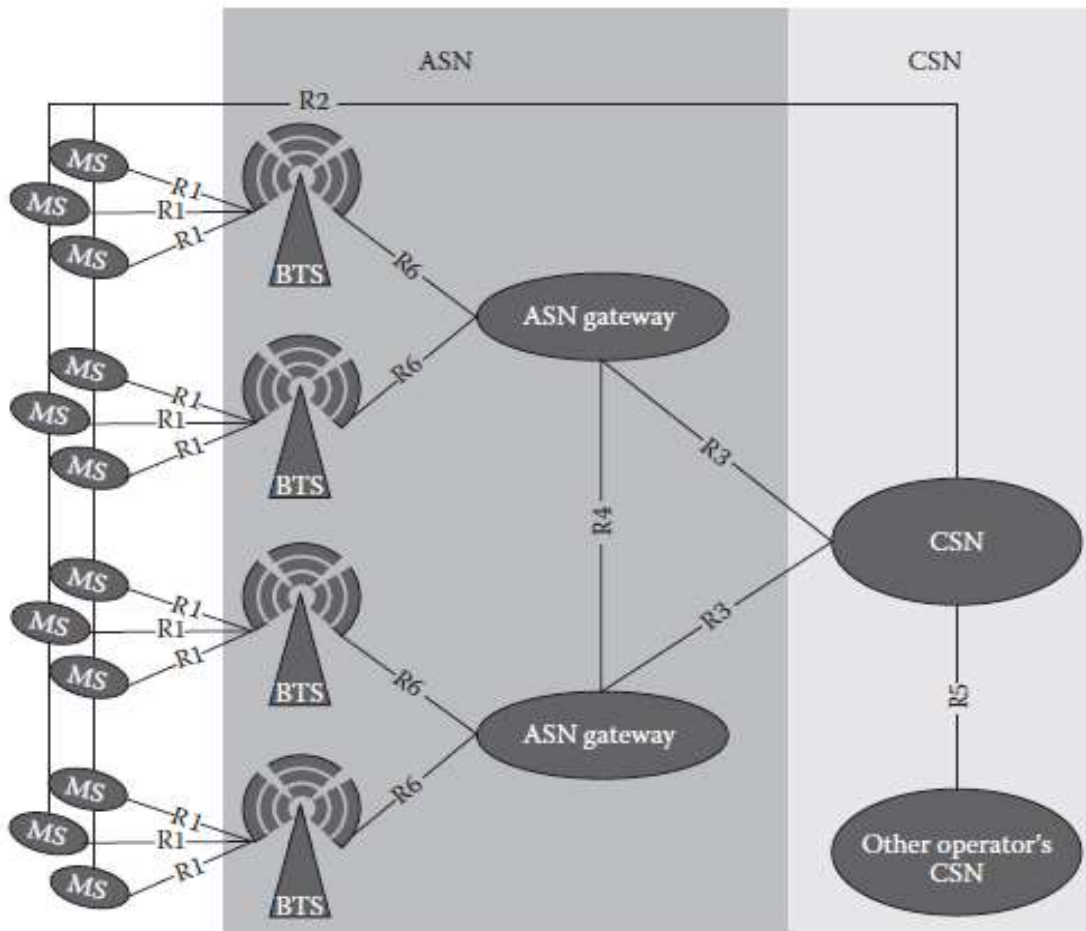 ASN
CSN
R2
MS
R1
MS
R1
MS
R1
BTS
R6
ASN gateway
R6
MS
R1
MS
R1
MS
R1
BTS
R3
R4
CSN
R3
MS
R1
MS
R1
MS
R1
BTS
R6
ASN gateway
R6
R5
MS
R1
MS
R1
MS
R1
BTS
Other operator's
CSN